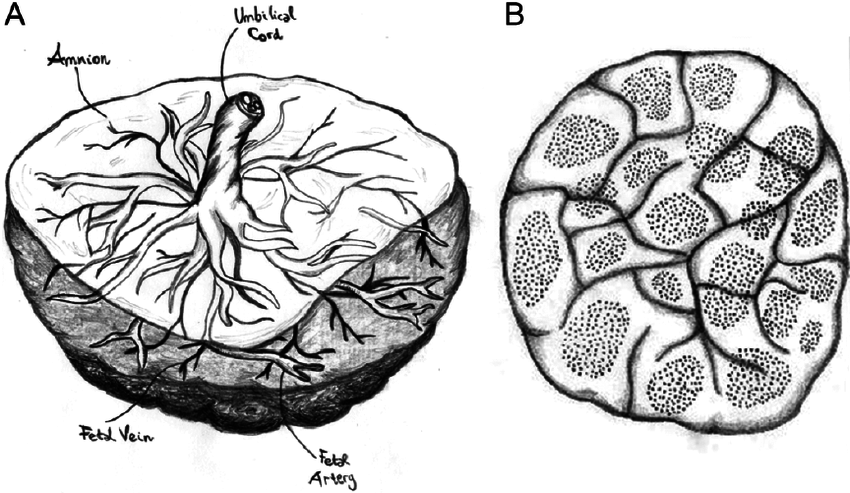 A
Umbilical
Cord
Amnion
Fetal Vein
Fetal
Artery
B